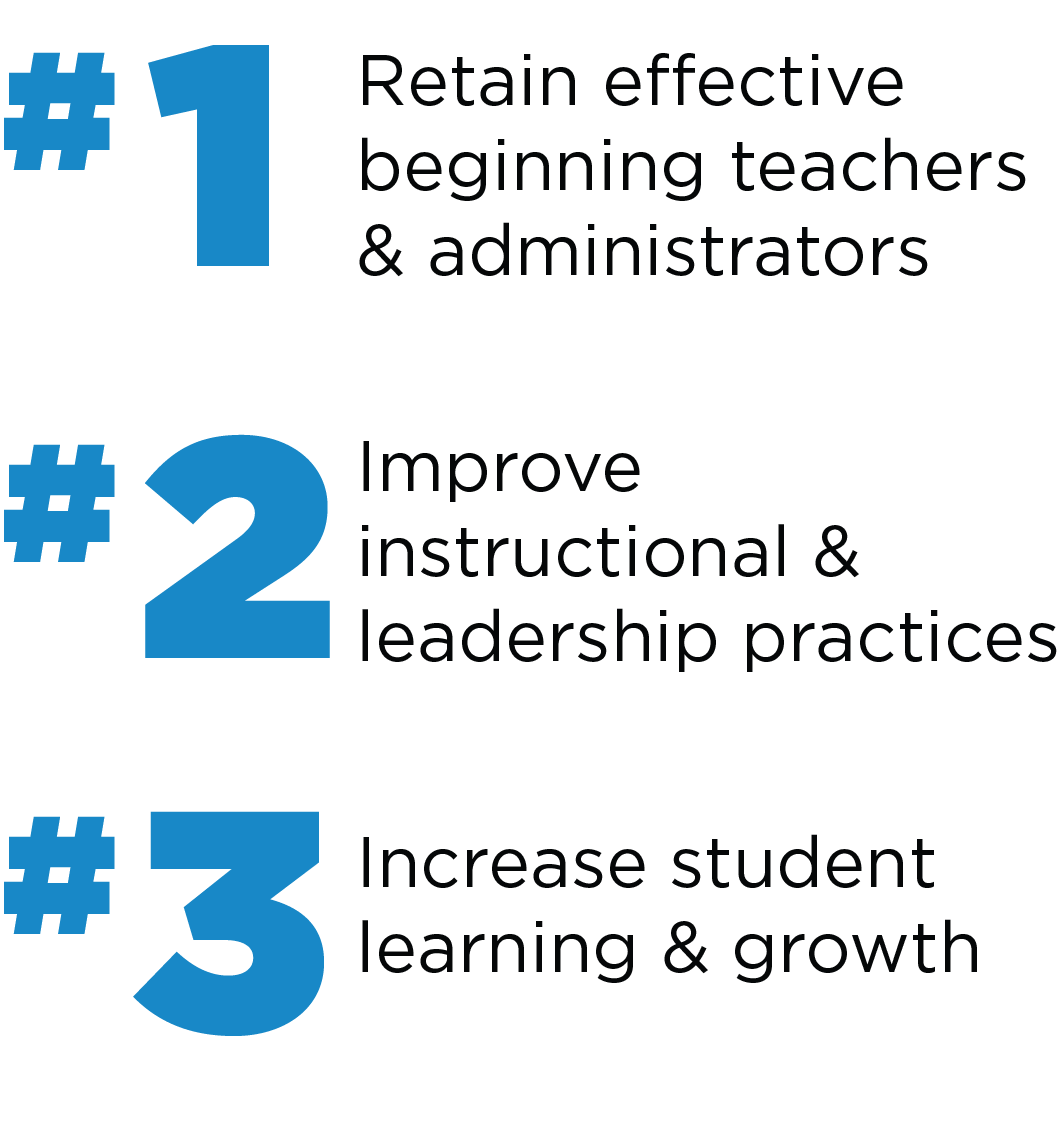 #1 Retain effective
beginning teachers
& administrators
#2 Improve
instructional &
leadership practices
#3 Increase student
learning & growth